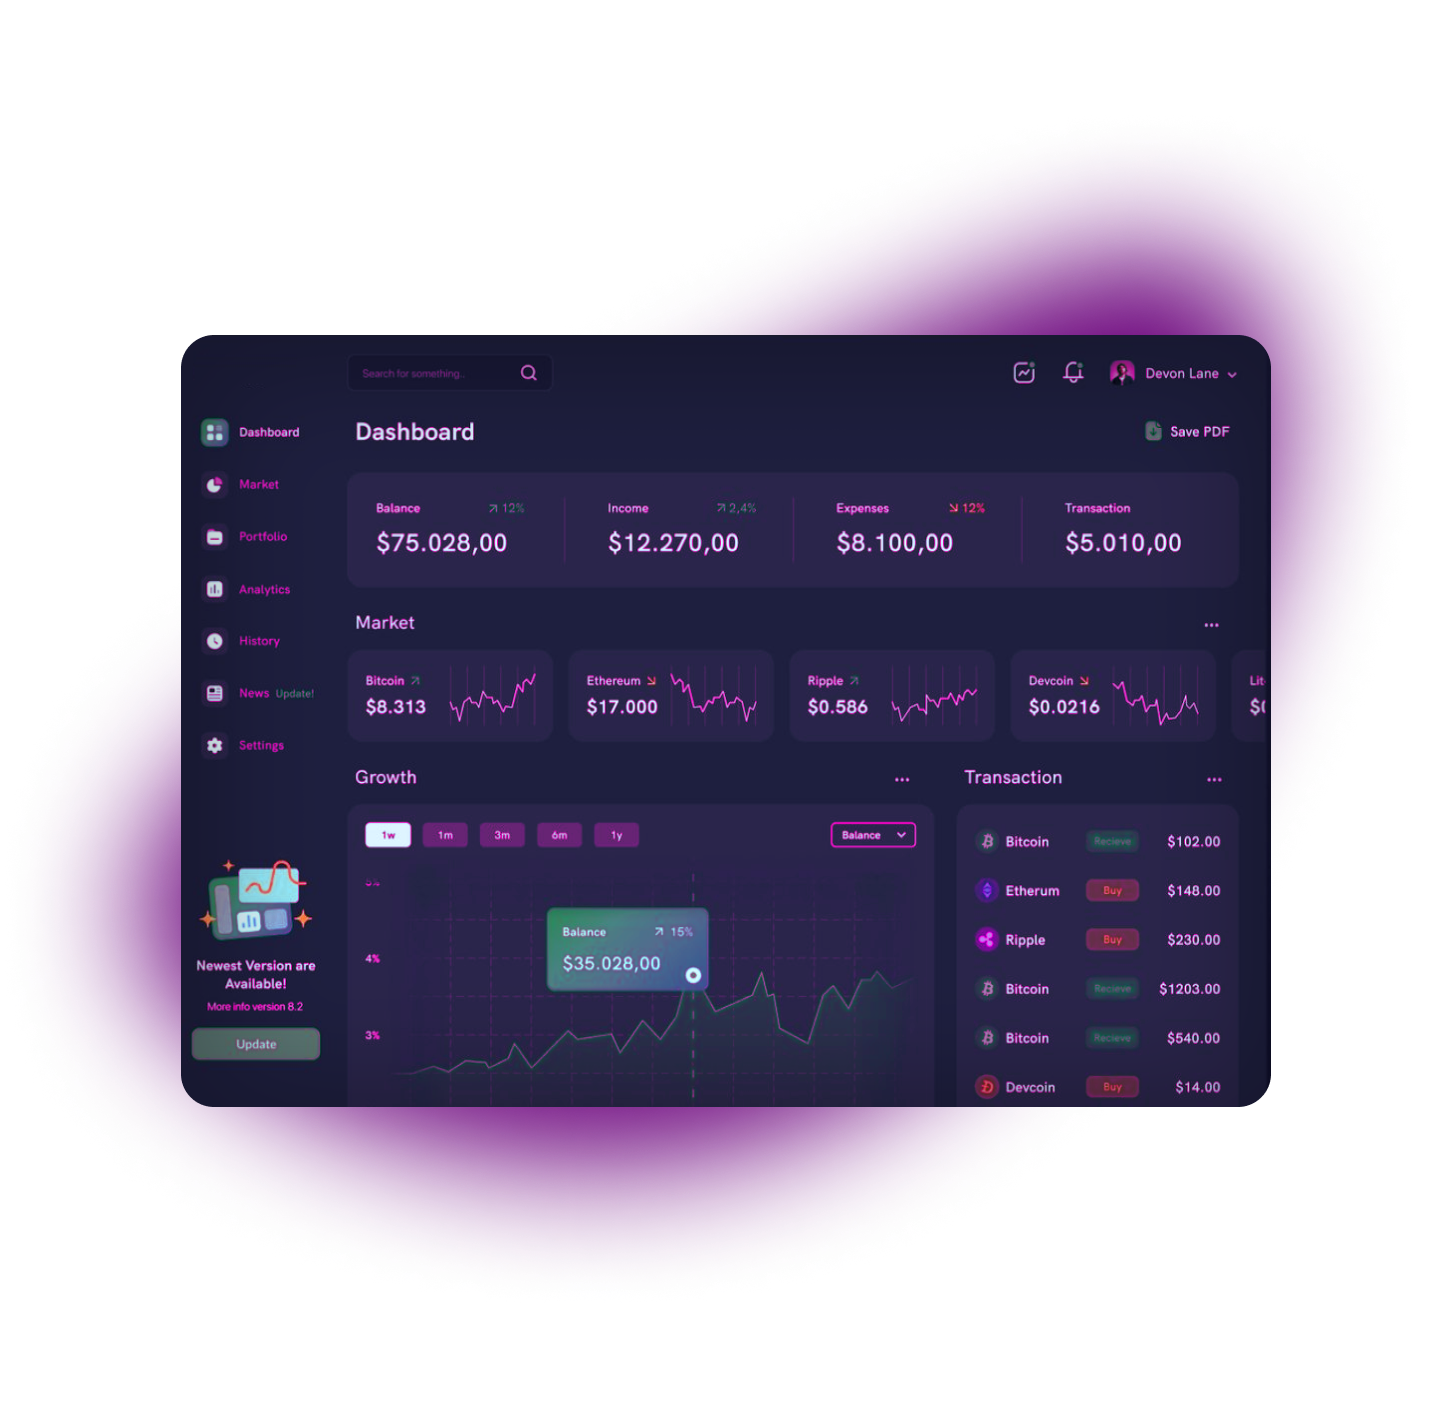 Search for something...
Devon Lane
Dashboard
Market
Portfolio
Analytics
History
News Update!
Settings
Newest Version are
Available!
More info version 8.2
Update
Dashboard
Save PDF
Balance 12%
$75.028,00
Income 2,4%
$12.270,00
Expenses 12%
$8.100,00
Transaction
$5.010,00
Market
Bitcoin
$8.313
Ethereum
$17.000
Ripple
$0.586
Devcoin
$0.0216
Lit
$0
Growth
1w 1m 3m 6m 1y
Balance
5%
4%
3%
Balance 15%
$35.028,00
Transaction
Bitcoin Recieve $102.00
Etherum Buy $148.00
Ripple Buy $230.00
Bitcoin Recieve $1203.00
Bitcoin Recieve $540.00
Devcoin Buy $14.00